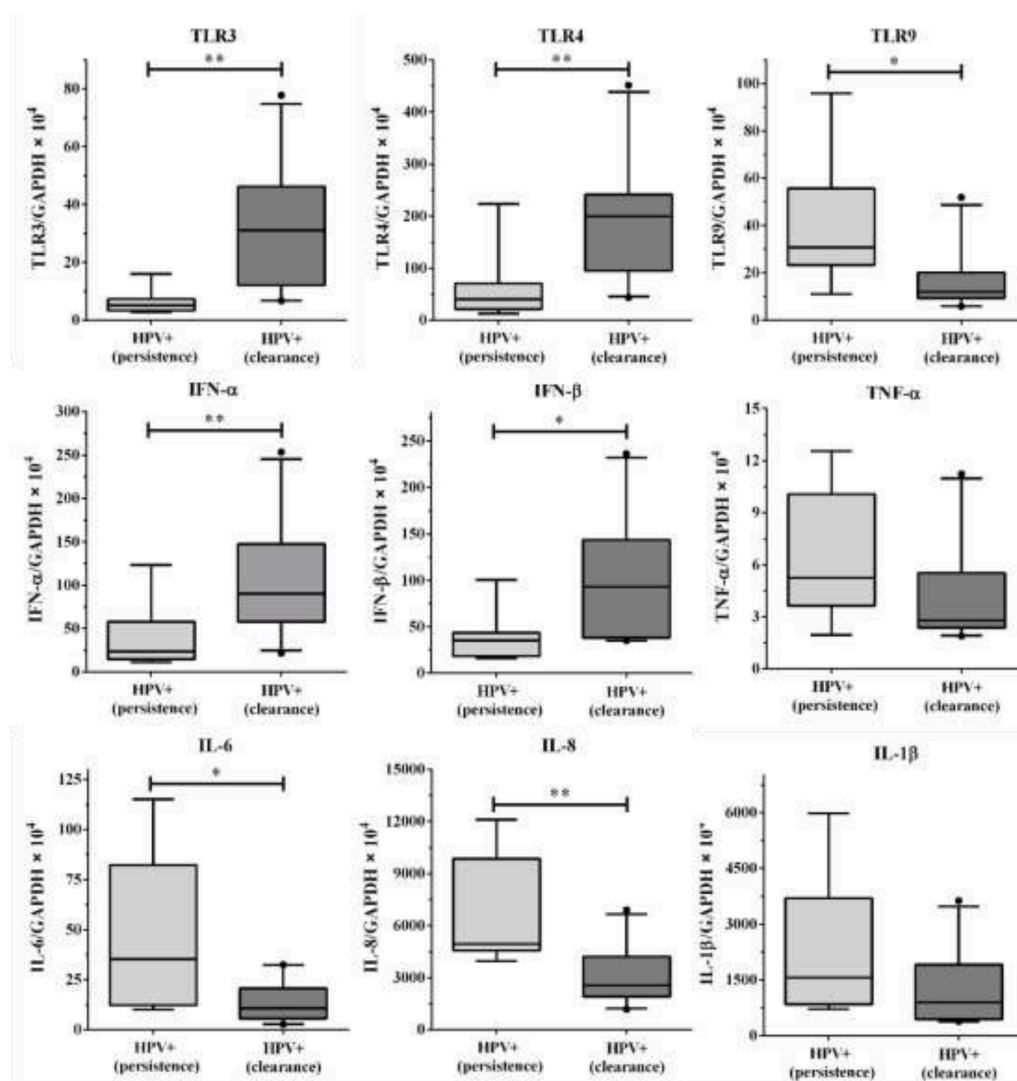 TLR3
**
TLR3/GAPDH × 10⁴
80
60
40
20
0
HPV+
(persistence)
HPV+
(clearance)
TLR4
**
TLR4/GAPDH × 10⁴
500
400
300
200
100
0
HPV+
(persistence)
HPV+
(clearance)
TLR9
*
TLR9/GAPDH × 10⁴
100
80
60
40
20
0
HPV+
(persistence)
HPV+
(clearance)
IFN-α
**
IFN-α/GAPDH × 10⁴
300
250
200
150
100
50
0
HPV+
(persistence)
HPV+
(clearance)
IFN-β
*
IFN-β/GAPDH × 10⁴
250
200
150
100
50
0
HPV+
(persistence)
HPV+
(clearance)
TNF-α
TNF-α/GAPDH × 10⁴
15
12
9
6
3
0
HPV+
(persistence)
HPV+
(clearance)
IL-6
*
IL-6/GAPDH × 10⁴
125
100
75
50
25
0
HPV+
(persistence)
HPV+
(clearance)
IL-8
**
IL-8/GAPDH × 10⁴
15000
12000
9000
6000
3000
0
HPV+
(persistence)
HPV+
(clearance)
IL-1β
IL-1β/GAPDH × 10⁴
6000
4500
3000
1500
0
HPV+
(persistence)
HPV+
(clearance)